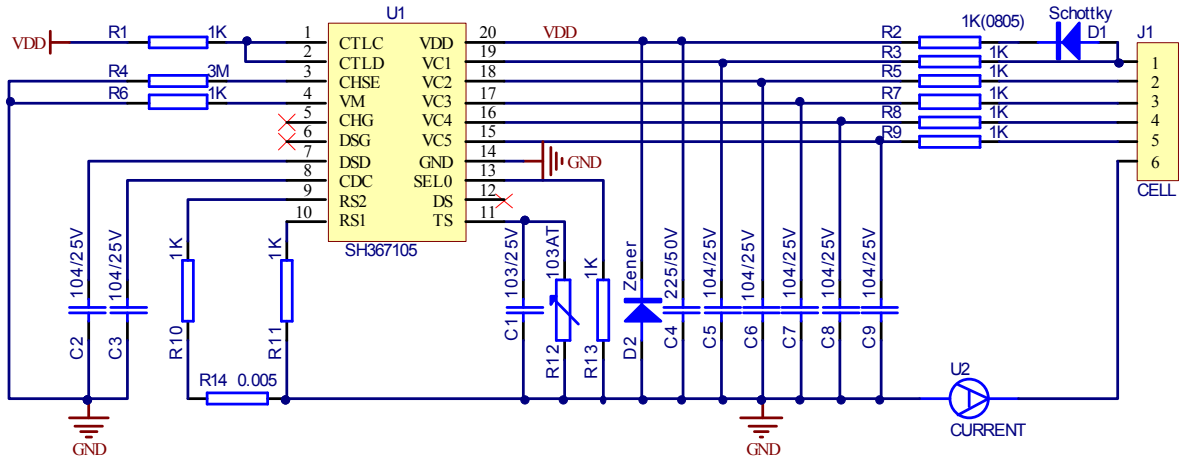 U1
VDD R1 1K 1 CTLC VDD 20 VDD R2 1K(0805) Schottky D1 J1
2 CTLD VC1 19 R3 1K 1
R4 3M 3 CHSE VC2 18 R5 1K 2
R6 1K 4 VM VC3 17 R7 1K 3
5 CHG VC4 16 R8 1K 4
6 DSG VC5 15 R9 1K 5
7 DSD GND 14 GND 6
8 CDC SEL0 13 CELL
9 RS2 DS 12
10 RS1 TS 11
SH367105
C2 104/25V
C3 104/25V
R10 1K
R11 1K
C1 103/25V
R12 103AT
R13 1K
D2 Zener
C4 225/50V
C5 104/25V
C6 104/25V
C7 104/25V
C8 104/25V
C9 104/25V
R14 0.005
U2
CURRENT
GND
GND